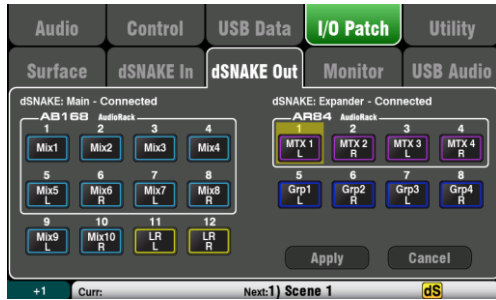 Audio Control USB Data I/O Patch Utility
Surface dSNAKE In dSNAKE Out Monitor USB Audio
dSNAKE: Main - Connected dSNAKE: Expander - Connected
AB168 AudioRack AR84 AudioRack
1 2 3 4 1 2 3 4
Mix1 Mix2 Mix3 Mix4 MTX 1 L MTX 2 R MTX 3 L MTX 4 R
5 6 7 8 5 6 7 8
Mix5 L Mix6 R Mix7 L Mix8 R Grp1 L Grp2 R Grp3 L Grp4 R
9 10 11 12
Mix9 L Mix10 R LR L LR R
Apply Cancel
+1 Curr: Next:1) Scene 1 dS